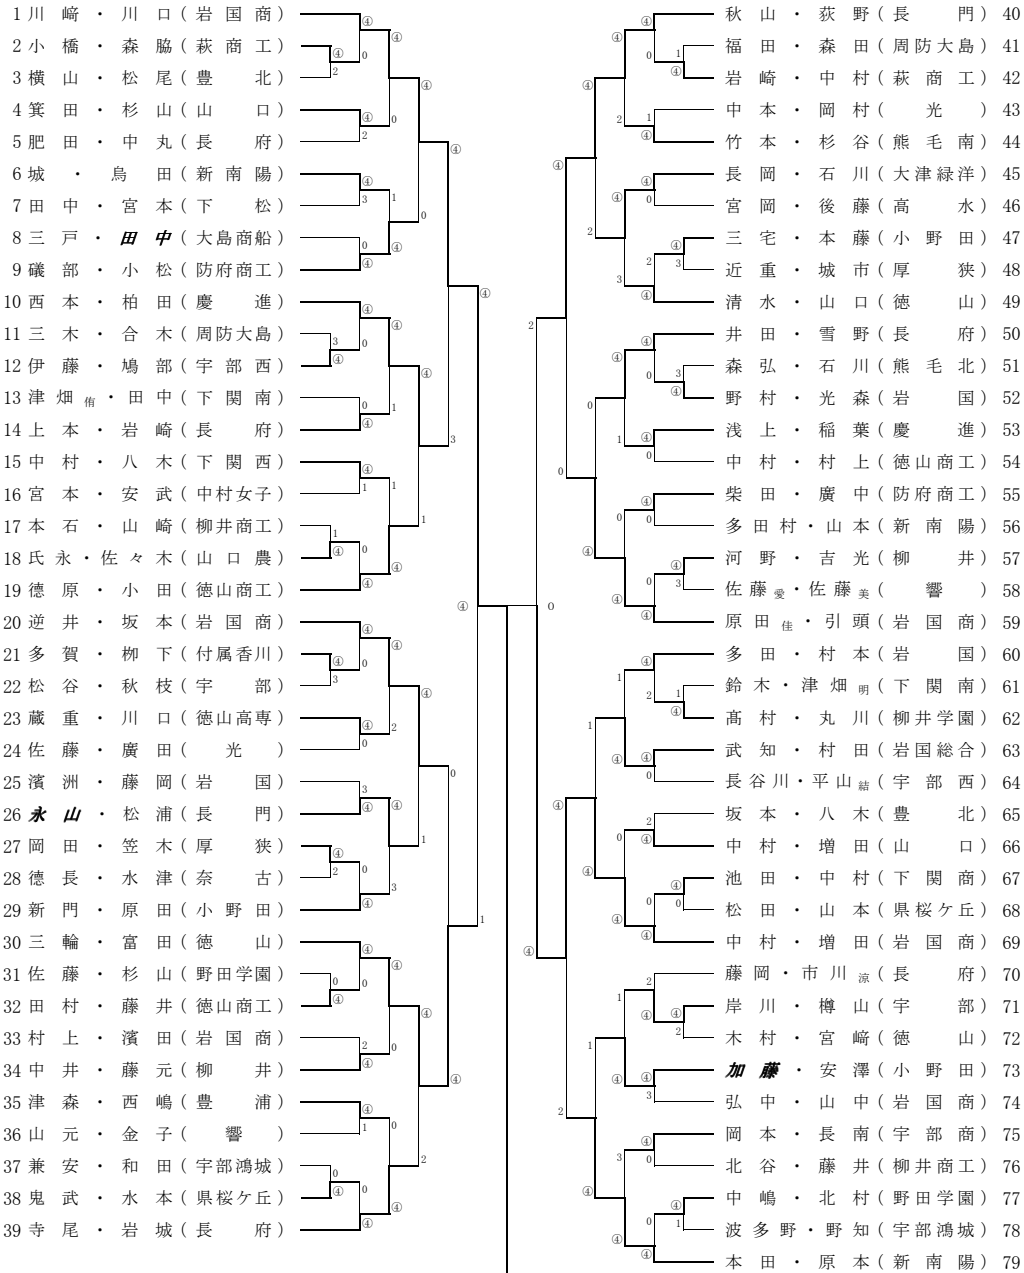 1 川﨑・川口(岩国商)
2 小橋・森脇(萩商工)
3 横山・松尾(豊北)
4 箕田・杉山(山口)
5 肥田・中丸(長府)
6 城・鳥田(新南陽)
7 田中・宮本(下松)
8 三戸・田中(大島商船)
9 礒部・小松(防府商工)
10 西本・柏田(慶進)
11 三木・合木(周防大島)
12 伊藤・鳩部(宇部西)
13 津畑侑・田中(下関南)
14 上本・岩崎(長府)
15 中村・八木(下関西)
16 宮本・安武(中村女子)
17 本石・山崎(柳井商工)
18 氏永・佐々木(山口農)
19 德原・小田(徳山商工)
20 逆井・坂本(岩国商)
21 多賀・栁下(付属香川)
22 松谷・秋枝(宇部)
23 蔵重・川口(徳山高専)
24 佐藤・廣田(光)
25 濱洲・藤岡(岩国)
26 永山・松浦(長門)
27 岡田・笠木(厚狭)
28 德長・水津(奈古)
29 新門・原田(小野田)
30 三輪・富田(徳山)
31 佐藤・杉山(野田学園)
32 田村・藤井(徳山商工)
33 村上・濱田(岩国商)
34 中井・藤元(柳井)
35 津森・西嶋(豊浦)
36 山元・金子(響)
37 兼安・和田(宇部鴻城)
38 鬼武・水本(県桜ケ丘)
39 寺尾・岩城(長府)
秋山・荻野(長門) 40
福田・森田(周防大島) 41
岩崎・中村(萩商工) 42
中本・岡村(光) 43
竹本・杉谷(熊毛南) 44
長岡・石川(大津緑洋) 45
宮岡・後藤(高水) 46
三宅・本藤(小野田) 47
近重・城市(厚狭) 48
清水・山口(徳山) 49
井田・雪野(長府) 50
森弘・石川(熊毛北) 51
野村・光森(岩国) 52
浅上・稲葉(慶進) 53
中村・村上(徳山商工) 54
柴田・廣中(防府商工) 55
多田村・山本(新南陽) 56
河野・吉光(柳井) 57
佐藤愛・佐藤美(響) 58
原田佳・引頭(岩国商) 59
多田・村本(岩国) 60
鈴木・津畑明(下関南) 61
髙村・丸川(柳井学園) 62
武知・村田(岩国総合) 63
長谷川・平山結(宇部西) 64
坂本・八木(豊北) 65
中村・増田(山口) 66
池田・中村(下関商) 67
松田・山本(県桜ケ丘) 68
中村・増田(岩国商) 69
藤岡・市川涼(長府) 70
岸川・樽山(宇部) 71
木村・宮﨑(徳山) 72
加藤・安澤(小野田) 73
弘中・山中(岩国商) 74
岡本・長南(宇部商) 75
北谷・藤井(柳井商工) 76
中嶋・北村(野田学園) 77
波多野・野知(宇部鴻城) 78
本田・原本(新南陽) 79